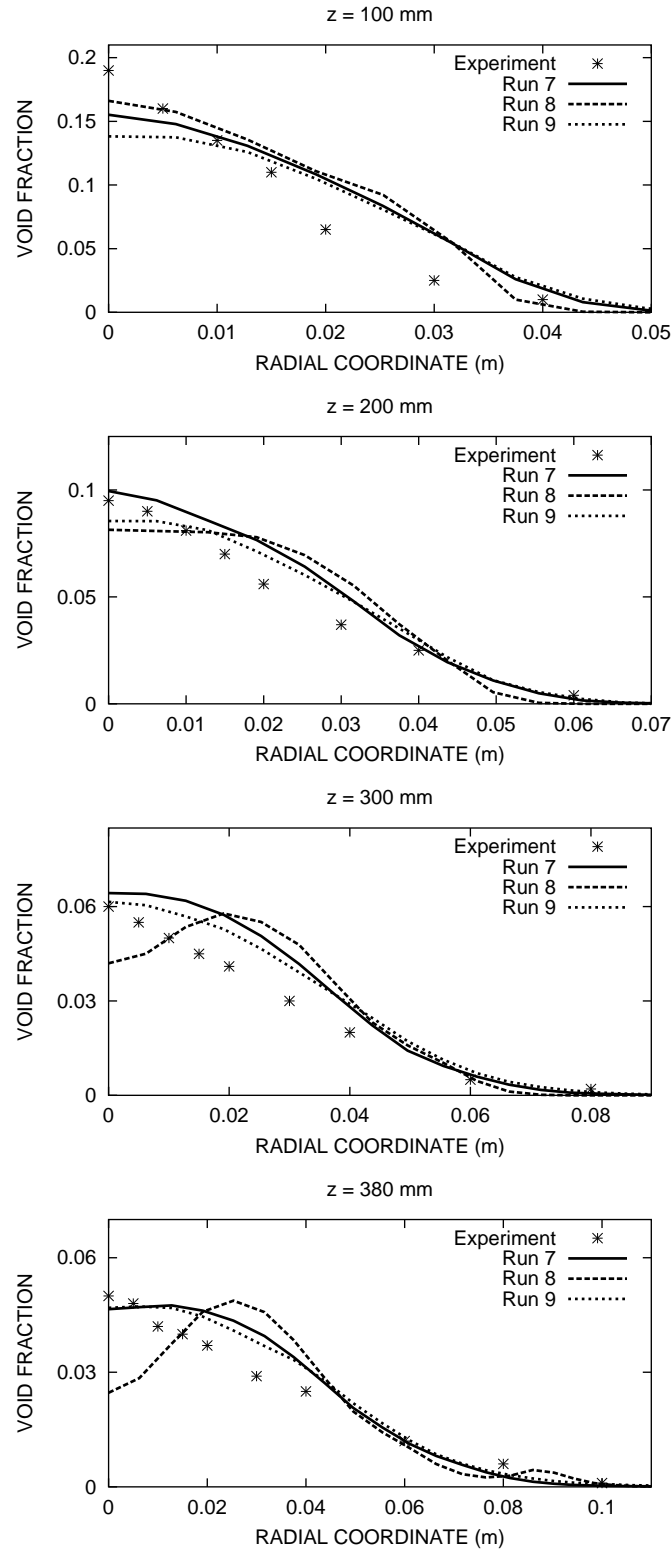 z = 100 mm
VOID FRACTION
0.2
0.15
0.1
0.05
0
Experiment
Run 7
Run 8
Run 9
0 0.01 0.02 0.03 0.04 0.05
RADIAL COORDINATE (m)
z = 200 mm
VOID FRACTION
0.1
0.05
0
Experiment
Run 7
Run 8
Run 9
0 0.01 0.02 0.03 0.04 0.05 0.06 0.07
RADIAL COORDINATE (m)
z = 300 mm
VOID FRACTION
0.06
0.03
0
Experiment
Run 7
Run 8
Run 9
0 0.02 0.04 0.06 0.08
RADIAL COORDINATE (m)
z = 380 mm
VOID FRACTION
0.06
0.03
0
Experiment
Run 7
Run 8
Run 9
0 0.02 0.04 0.06 0.08 0.1
RADIAL COORDINATE (m)